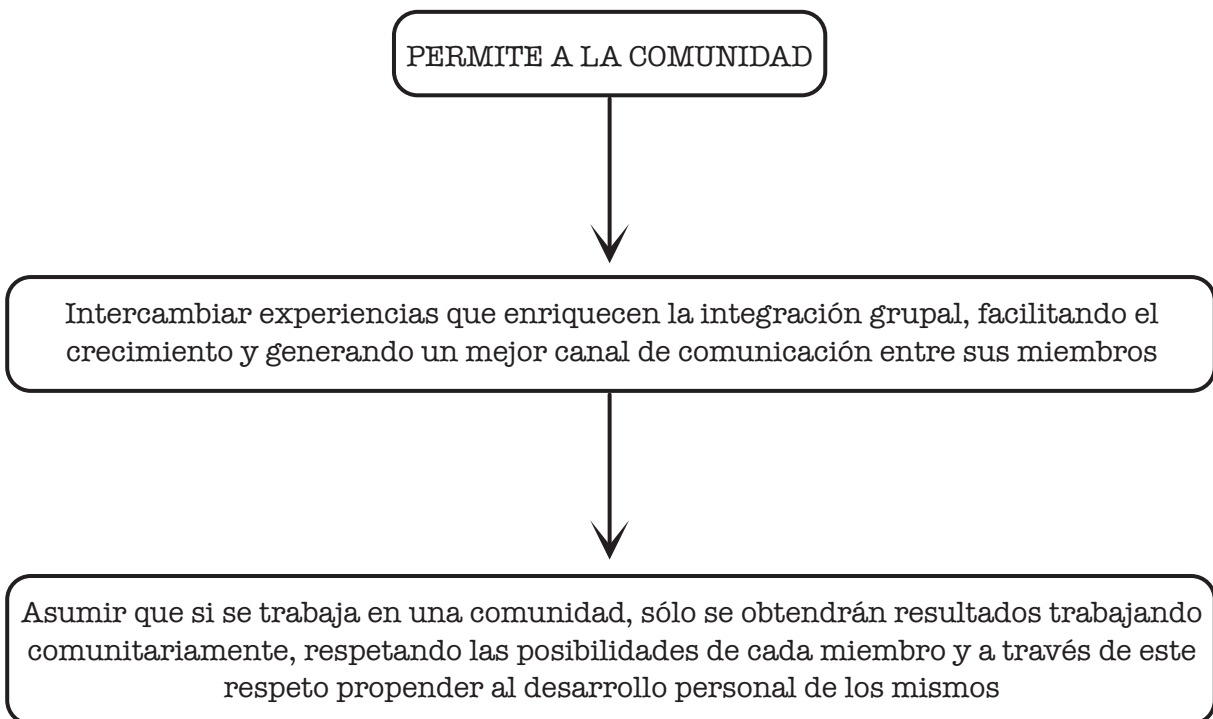 PERMITE A LA COMUNIDAD
Intercambiar experiencias que enriquecen la integración grupal, facilitando el
crecimiento y generando un mejor canal de comunicación entre sus miembros
Asumir que si se trabaja en una comunidad, sólo se obtendrán resultados trabajando
comunitariamente, respetando las posibilidades de cada miembro y a través de este
respeto propender al desarrollo personal de los mismos